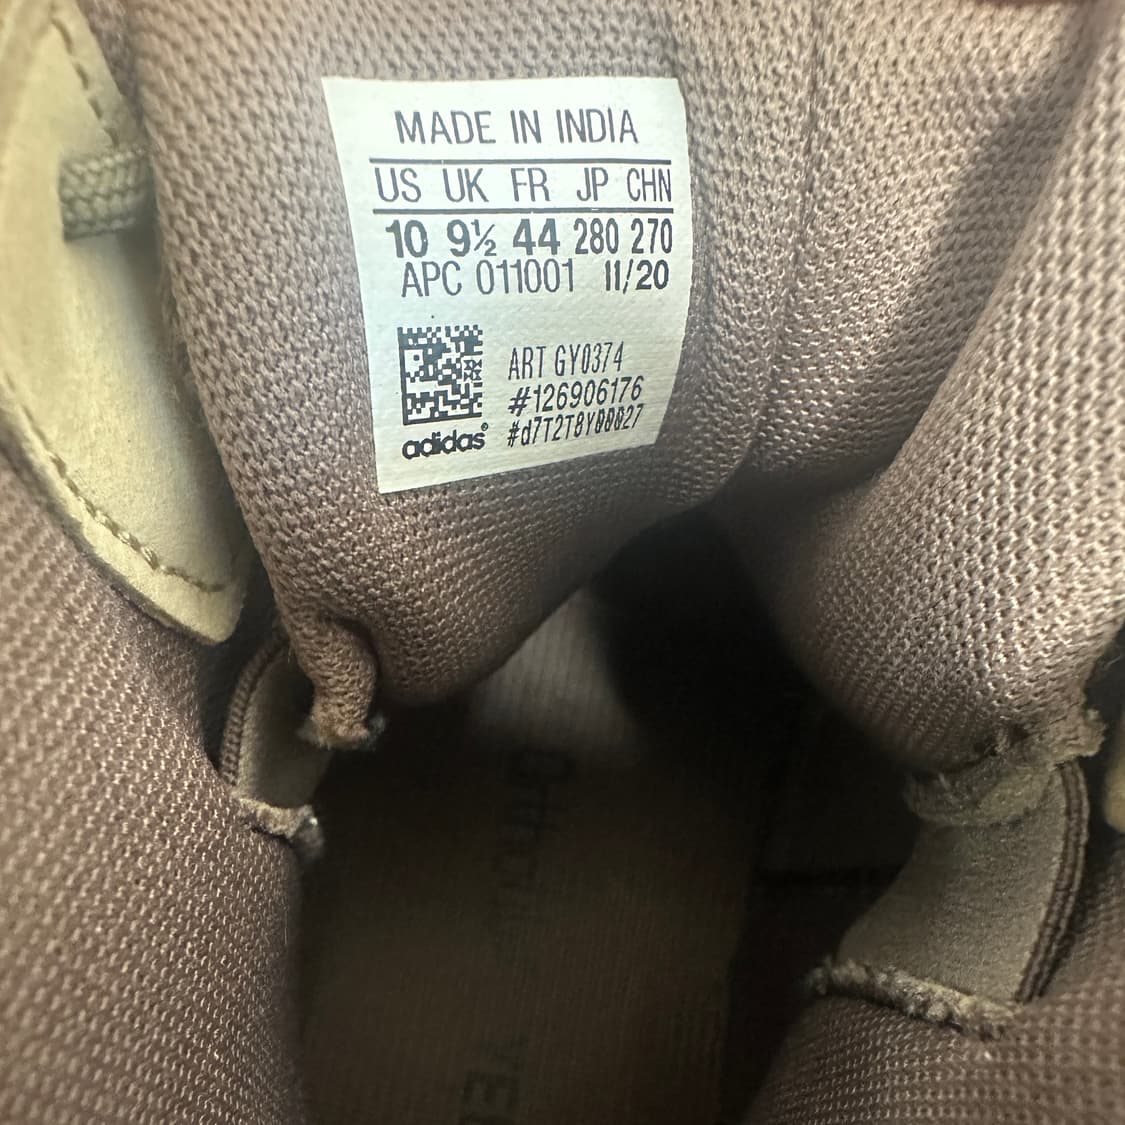 MADE IN INDIA
US UK FR JP CHN
10 9½ 44 280 270
APC 011001 11/20
ART GY0374
#126906176
#d7T2T8Y00027
adidas®